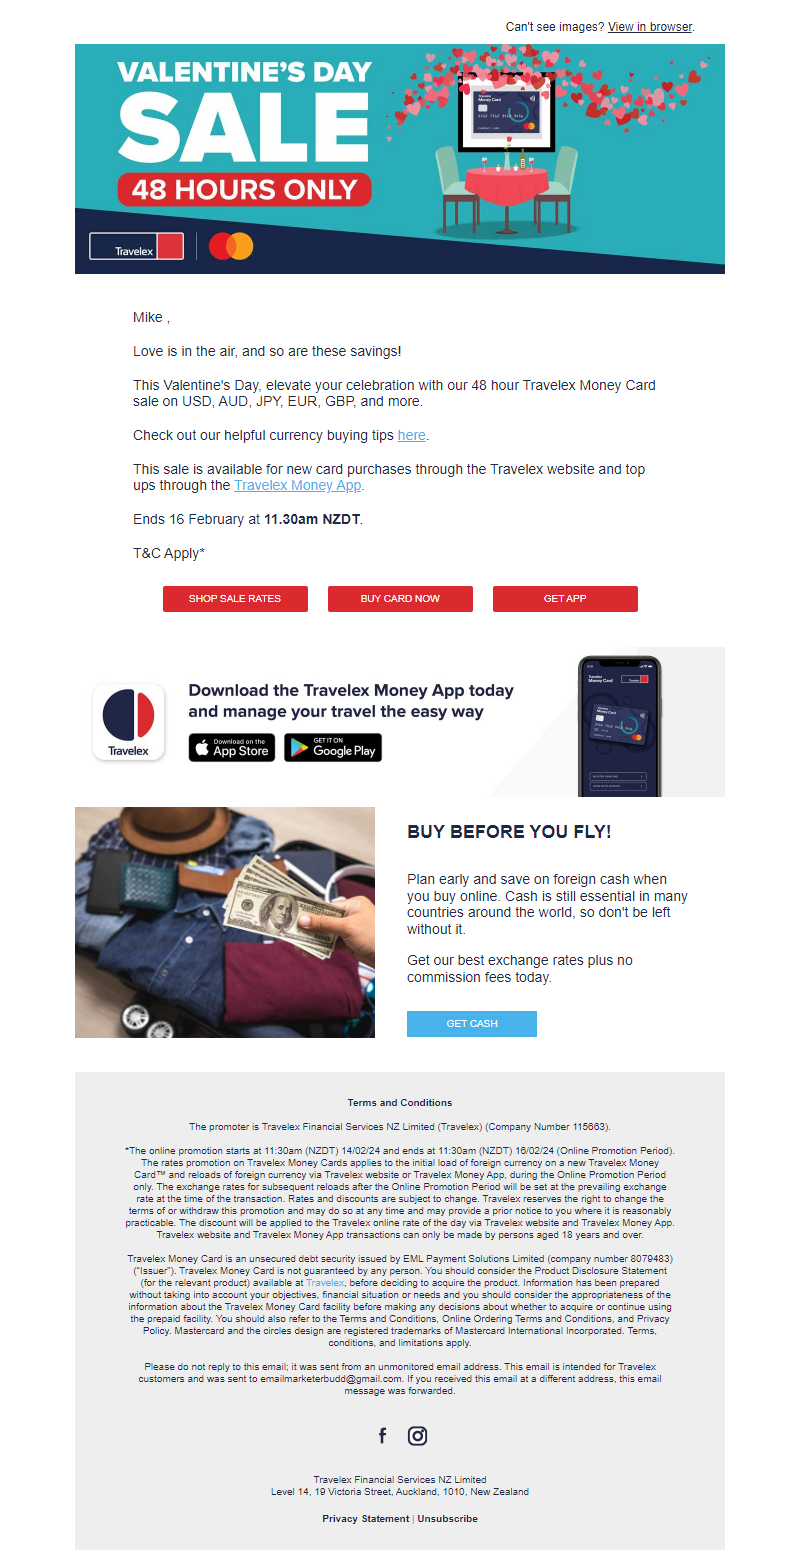 Can't see images? View in browser.
VALENTINE'S DAY
SALE
48 HOURS ONLY
Travelex
Travelex
Money Card
Mike ,
Love is in the air, and so are these savings!
This Valentine's Day, elevate your celebration with our 48 hour Travelex Money Card
sale on USD, AUD, JPY, EUR, GBP, and more.
Check out our helpful currency buying tips here.
This sale is available for new card purchases through the Travelex website and top
ups through the Travelex Money App.
Ends 16 February at 11.30am NZDT.
T&C Apply*
SHOP SALE RATES
BUY CARD NOW
GET APP
Travelex
Download the Travelex Money App today
and manage your travel the easy way
Download on the
App Store
GET IT ON
Google Play
Travelex
Money Card
Travelex
BUY BEFORE YOU FLY!
Plan early and save on foreign cash when
you buy online. Cash is still essential in many
countries around the world, so don't be left
without it.
Get our best exchange rates plus no
commission fees today.
GET CASH
Terms and Conditions
The promoter is Travelex Financial Services NZ Limited (Travelex) (Company Number 115663).
*The online promotion starts at 11:30am (NZDT) 14/02/24 and ends at 11:30am (NZDT) 16/02/24 (Online Promotion Period).
The rates promotion on Travelex Money Cards applies to the initial load of foreign currency on a new Travelex Money
Card™ and reloads of foreign currency via Travelex website or Travelex Money App, during the Online Promotion Period
only. The exchange rates for subsequent reloads after the Online Promotion Period will be set at the prevailing exchange
rate at the time of the transaction. Rates and discounts are subject to change. Travelex reserves the right to change the
terms of or withdraw this promotion and may do so at any time and may provide a prior notice to you where it is reasonably
practicable. The discount will be applied to the Travelex online rate of the day via Travelex website and Travelex Money App.
Travelex website and Travelex Money App transactions can only be made by persons aged 18 years and over.
Travelex Money Card is an unsecured debt security issued by EML Payment Solutions Limited (company number 8079483)
("Issuer"). Travelex Money Card is not guaranteed by any person. You should consider the Product Disclosure Statement
(for the relevant product) available at Travelex, before deciding to acquire the product. Information has been prepared
without taking into account your objectives, financial situation or needs and you should consider the appropriateness of the
information about the Travelex Money Card facility before making any decisions about whether to acquire or continue using
the prepaid facility. You should also refer to the Terms and Conditions, Online Ordering Terms and Conditions, and Privacy
Policy. Mastercard and the circles design are registered trademarks of Mastercard International Incorporated. Terms,
conditions, and limitations apply.
Please do not reply to this email; it was sent from an unmonitored email address. This email is intended for Travelex
customers and was sent to emailmarketerbudd@gmail.com. If you received this email at a different address, this email
message was forwarded.
Travelex Financial Services NZ Limited
Level 14, 19 Victoria Street, Auckland, 1010, New Zealand
Privacy Statement | Unsubscribe